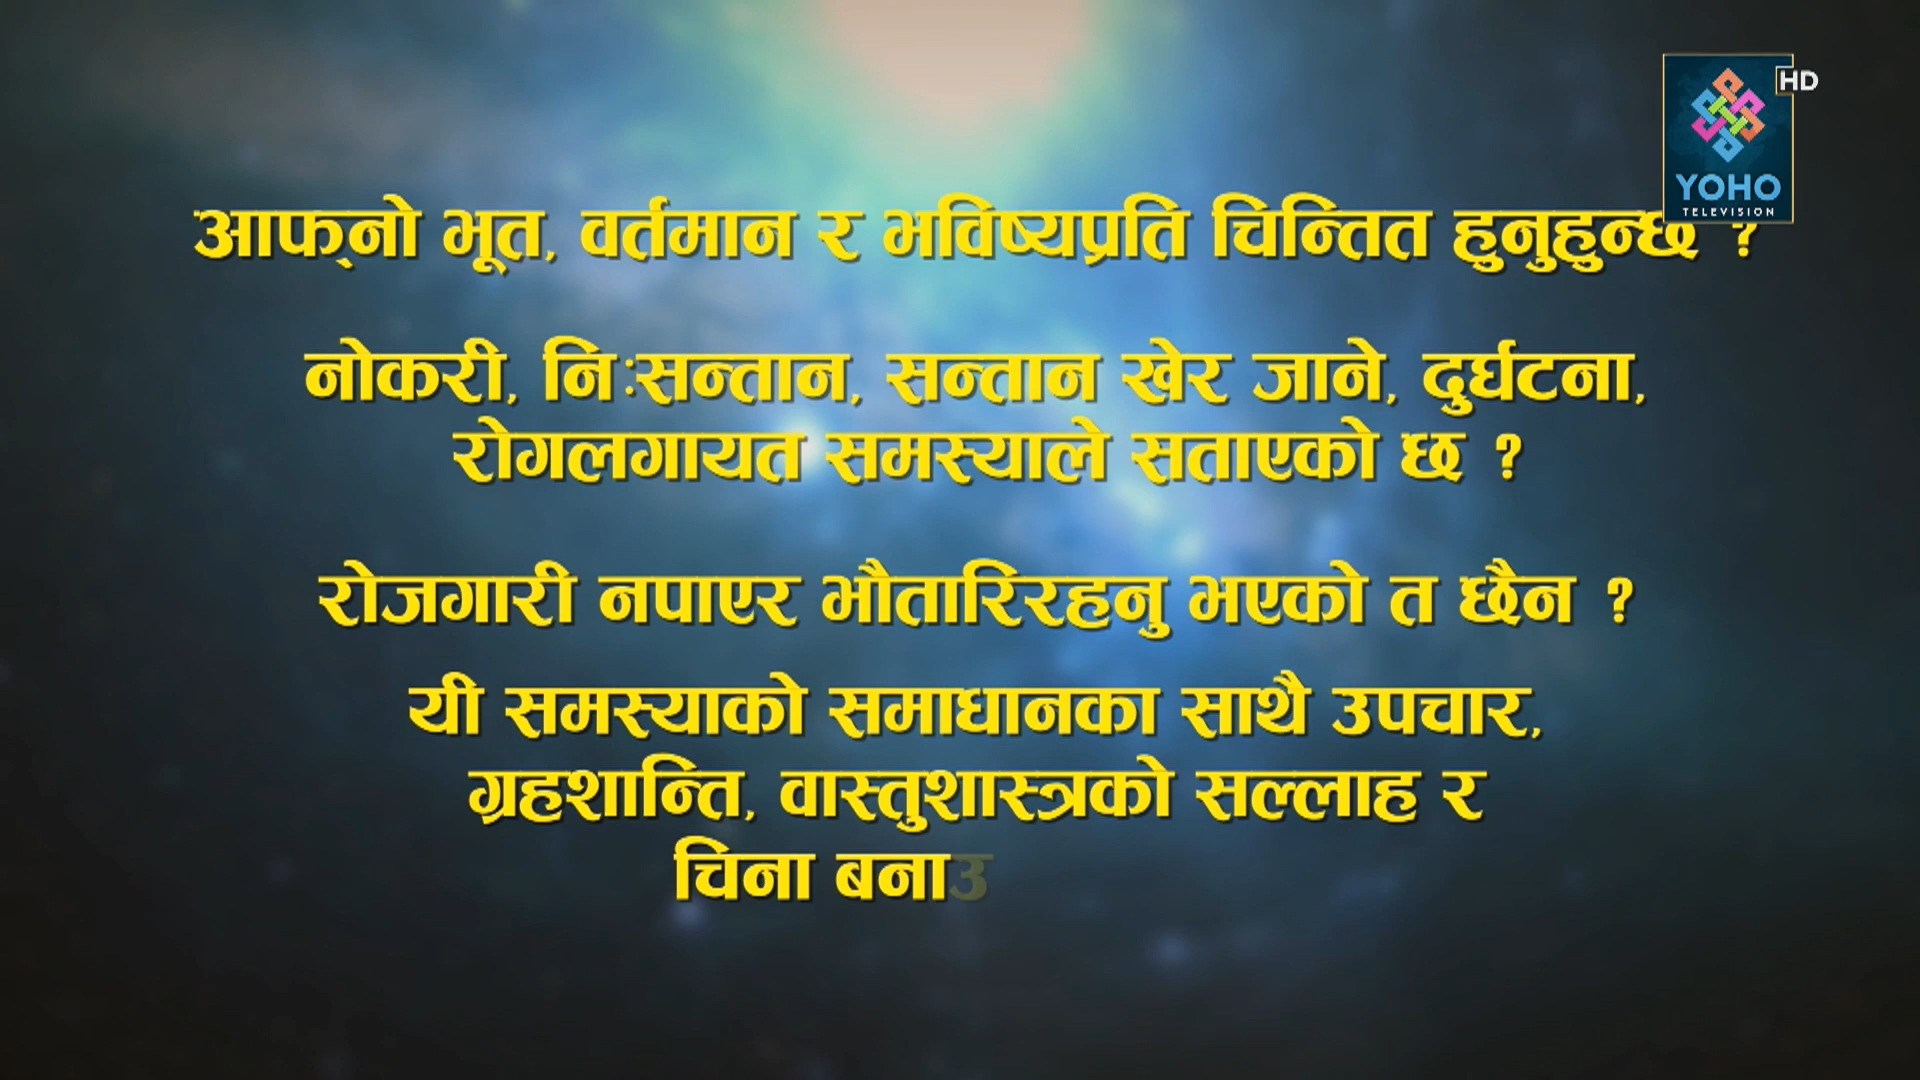 HD
YOHO
TELEVISION
आफ्‌नो भूत, वर्तमान र भविष्यप्रति चिन्तित हुनुहुन्छ ?
नोकरी, निःसन्तान, सन्तान खेर जाने, दुर्घटना,
रोगलगायत समस्याले सताएको छ ?
रोजगारी नपाएर भौतारिरहनु भएको त छैन ?
यी समस्याको समाधानका साथै उपचार,
ग्रहशान्ति, वास्तुशास्त्रको सल्लाह र
चिना बनाउ